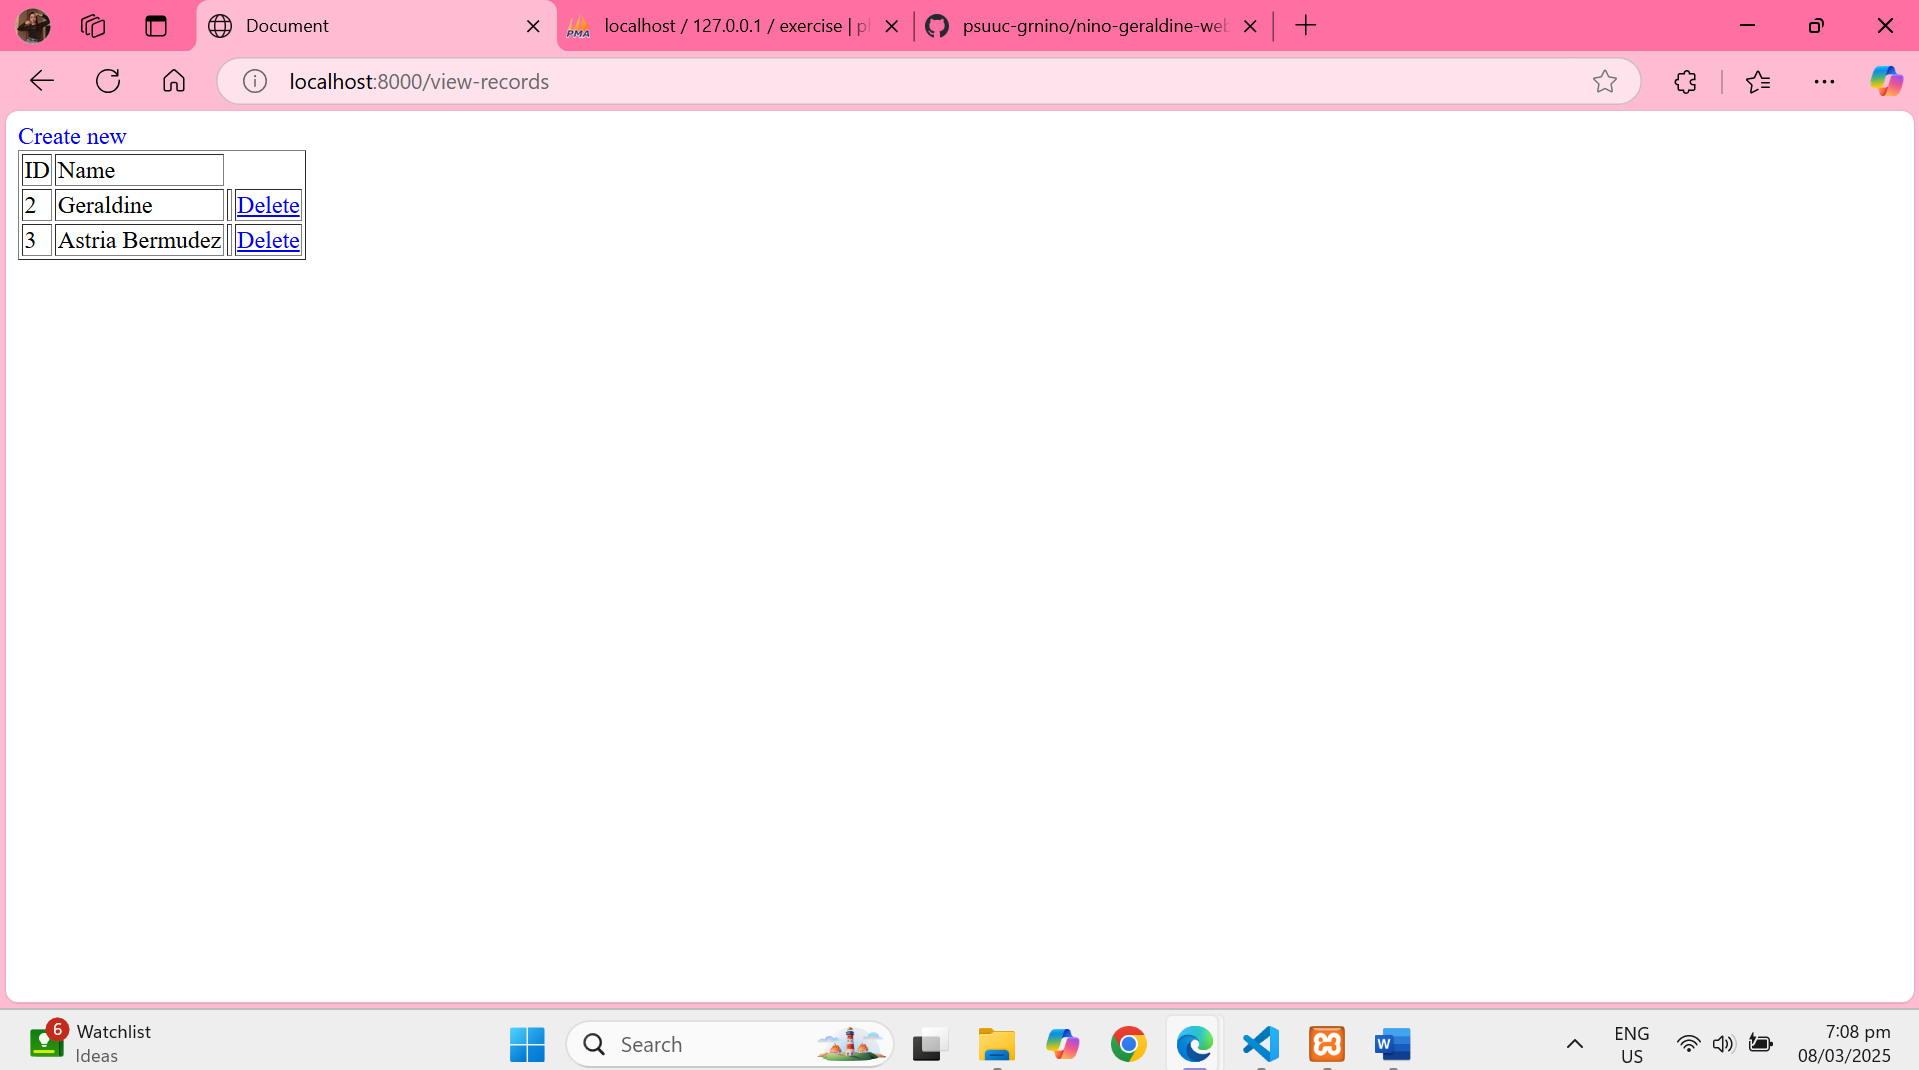 Document
PMA
localhost / 127.0.0.1 / exercise | p
psuuc-grnino/nino-geraldine-web
localhost:8000/view-records
Create new
ID Name
2 Geraldine Delete
3 Astria Bermudez Delete
6
Watchlist
Ideas
Search
W
ENG
US
7:08 pm
08/03/2025